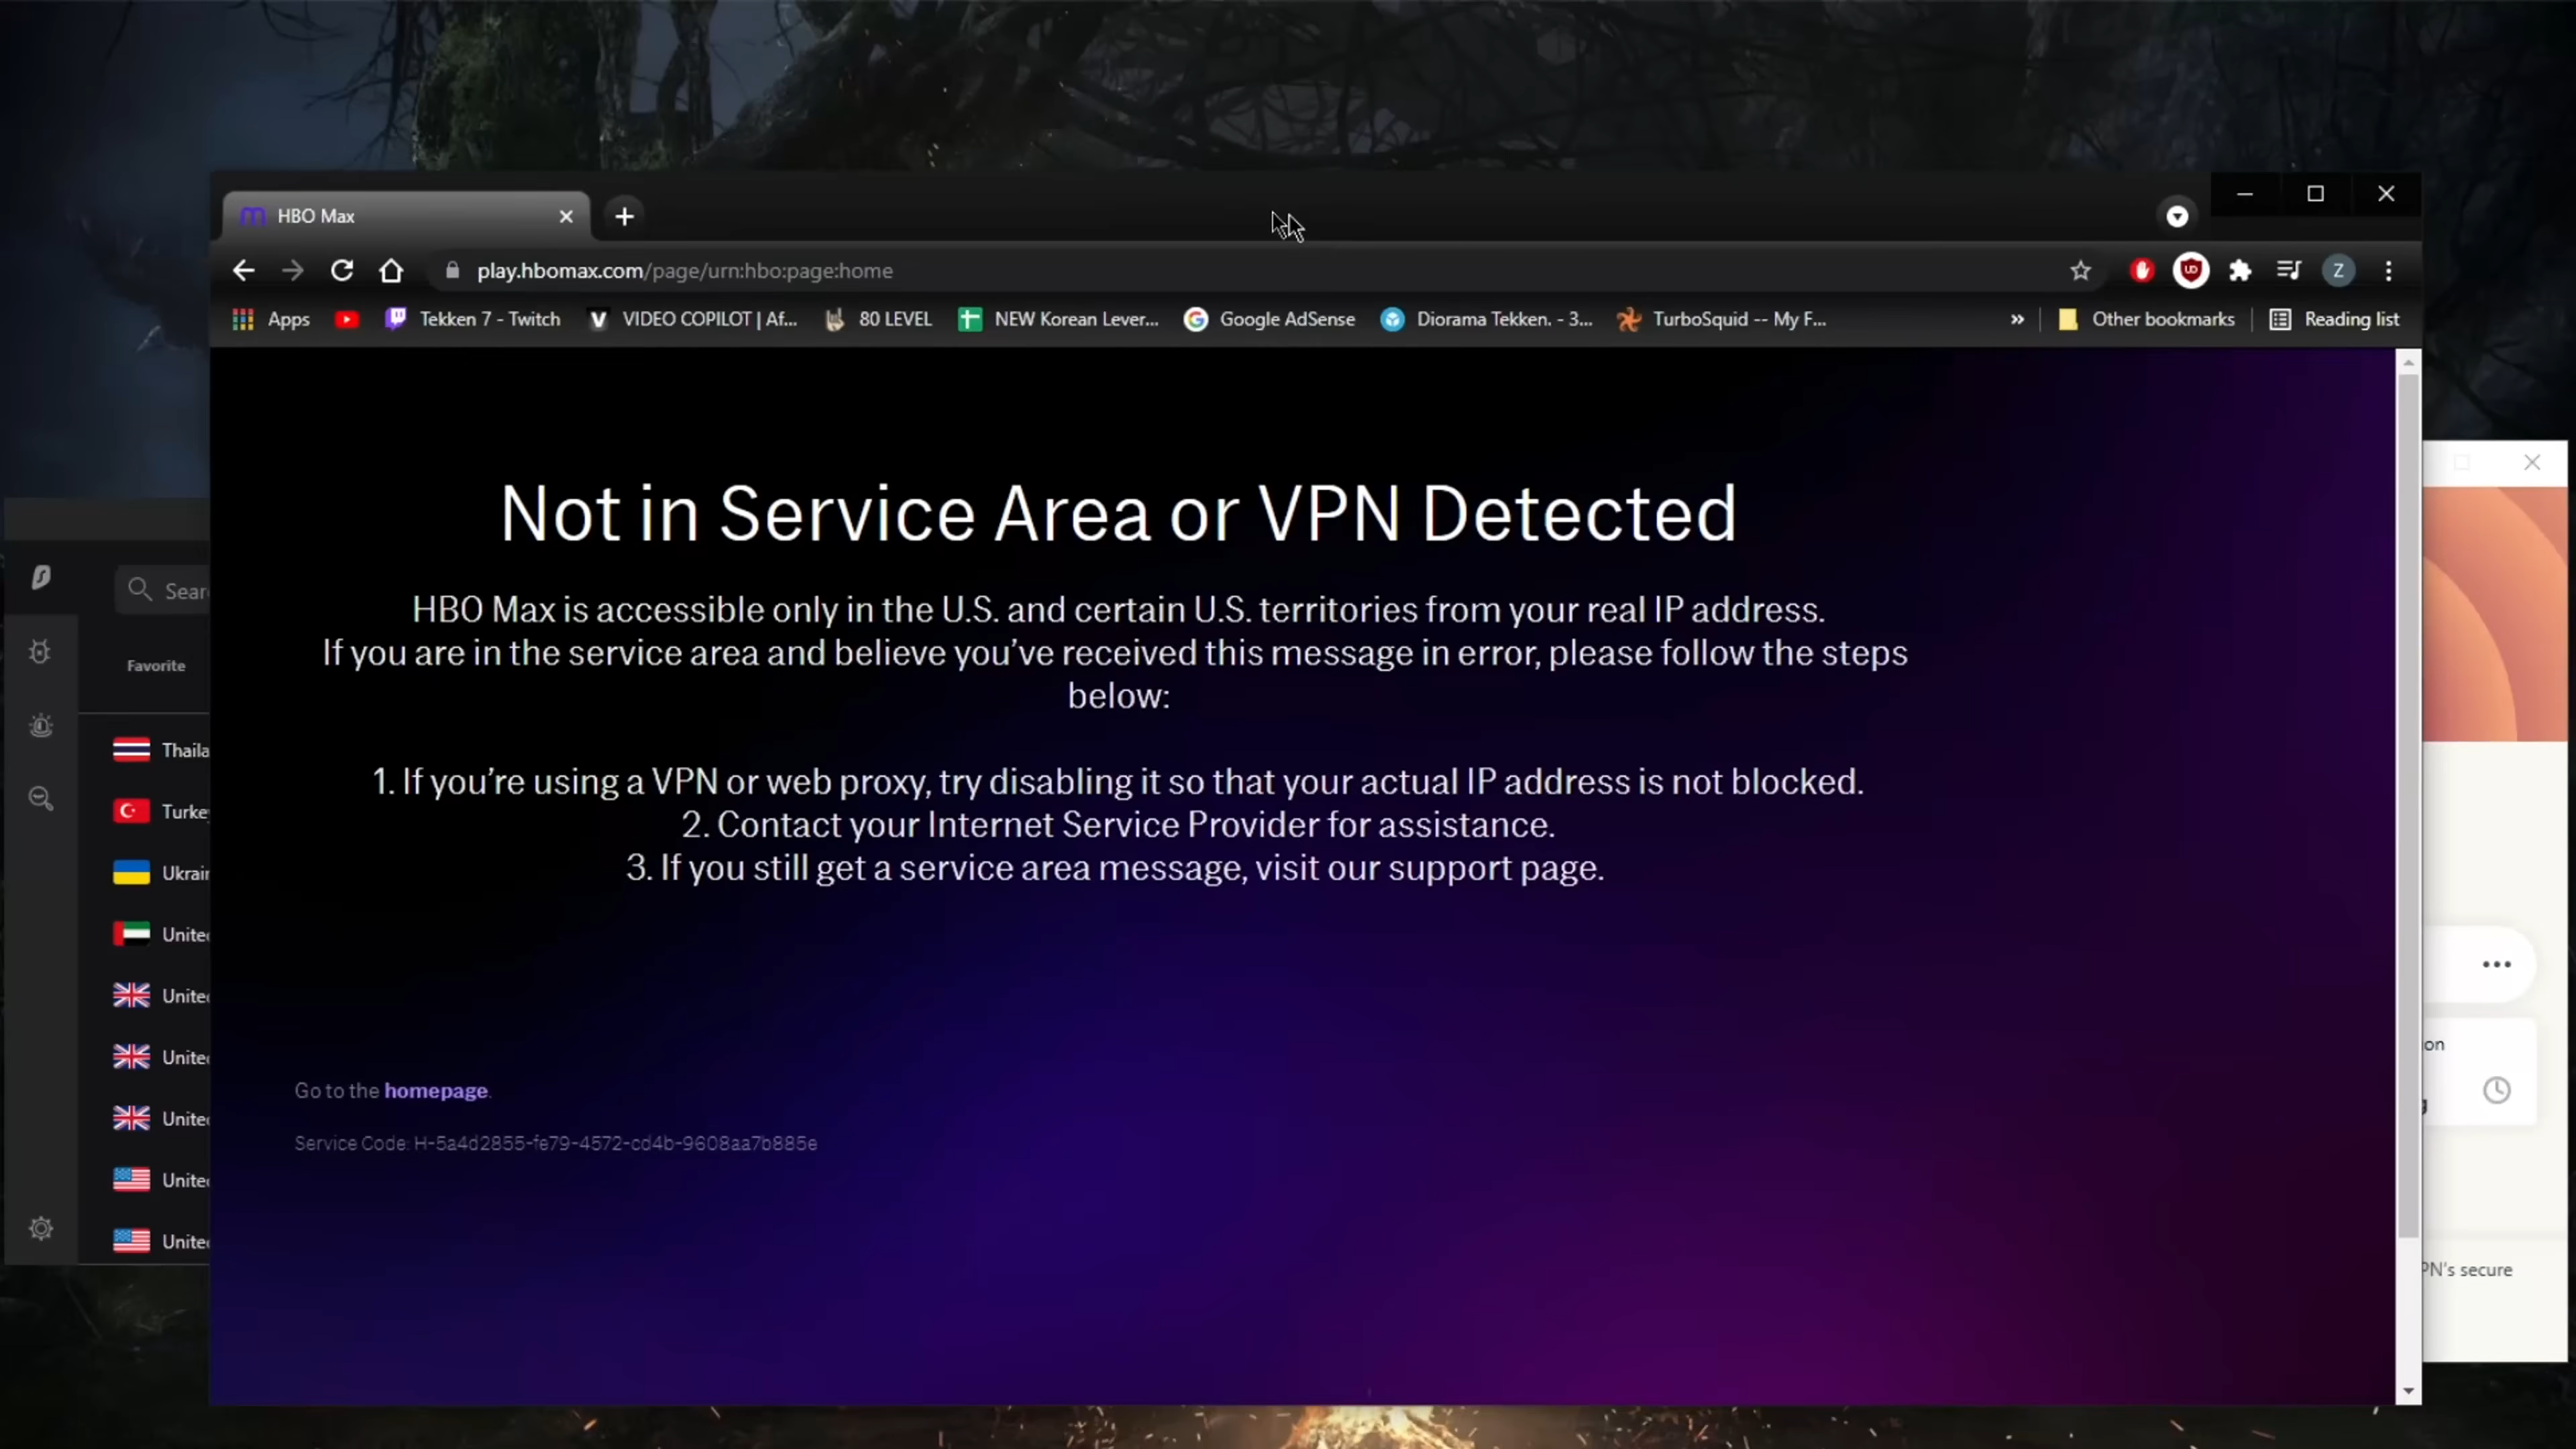 HBO Max
play.hbomax.com/page/urn:hbo:page:home
Z
Apps
Tekken 7 - Twitch
VIDEO COPILOT | Af...
80 LEVEL
NEW Korean Lever...
Google AdSense
Diorama Tekken. - 3...
TurboSquid -- My F...
»
Other bookmarks
Reading list
Not in Service Area or VPN Detected
HBO Max is accessible only in the U.S. and certain U.S. territories from your real IP address.
If you are in the service area and believe you’ve received this message in error, please follow the steps
below:
1. If you’re using a VPN or web proxy, try disabling it so that your actual IP address is not blocked.
2. Contact your Internet Service Provider for assistance.
3. If you still get a service area message, visit our support page.
Go to the homepage.
Service Code: H-5a4d2855-fe79-4572-cd4b-9608aa7b885e
Sear
Favorite
Thaila
Turke
Ukrair
Unite
Unite
Unite
Unite
Unite
Unite
on
PN's secure